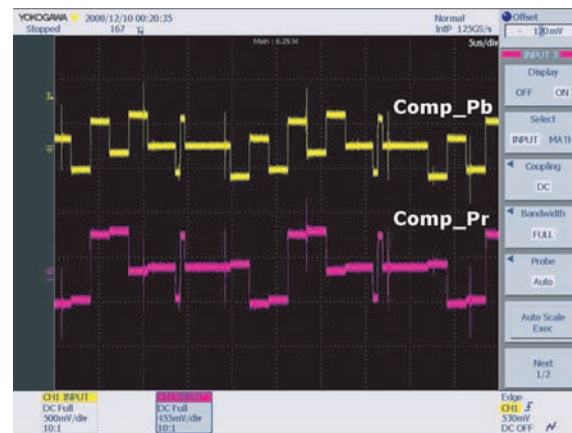 YOKOGAWA 2008/12/10 00:20:35
Stopped 167
Normal
IntP 125GS/s
Main : 6.25 M
5us/div
Comp_Pb
Comp_Pr
Offset
INPUT 3
Display
OFF ON
Select
INPUT MATH
Coupling
DC
Bandwidth
FULL
Probe
Auto
Auto Scale
Exec
Next
1/2
CH1 INPUT
DC Full
500mV/div
10:1
DC Full
455mV/div
10:1
Edge
CH1
530mV
DC OFF